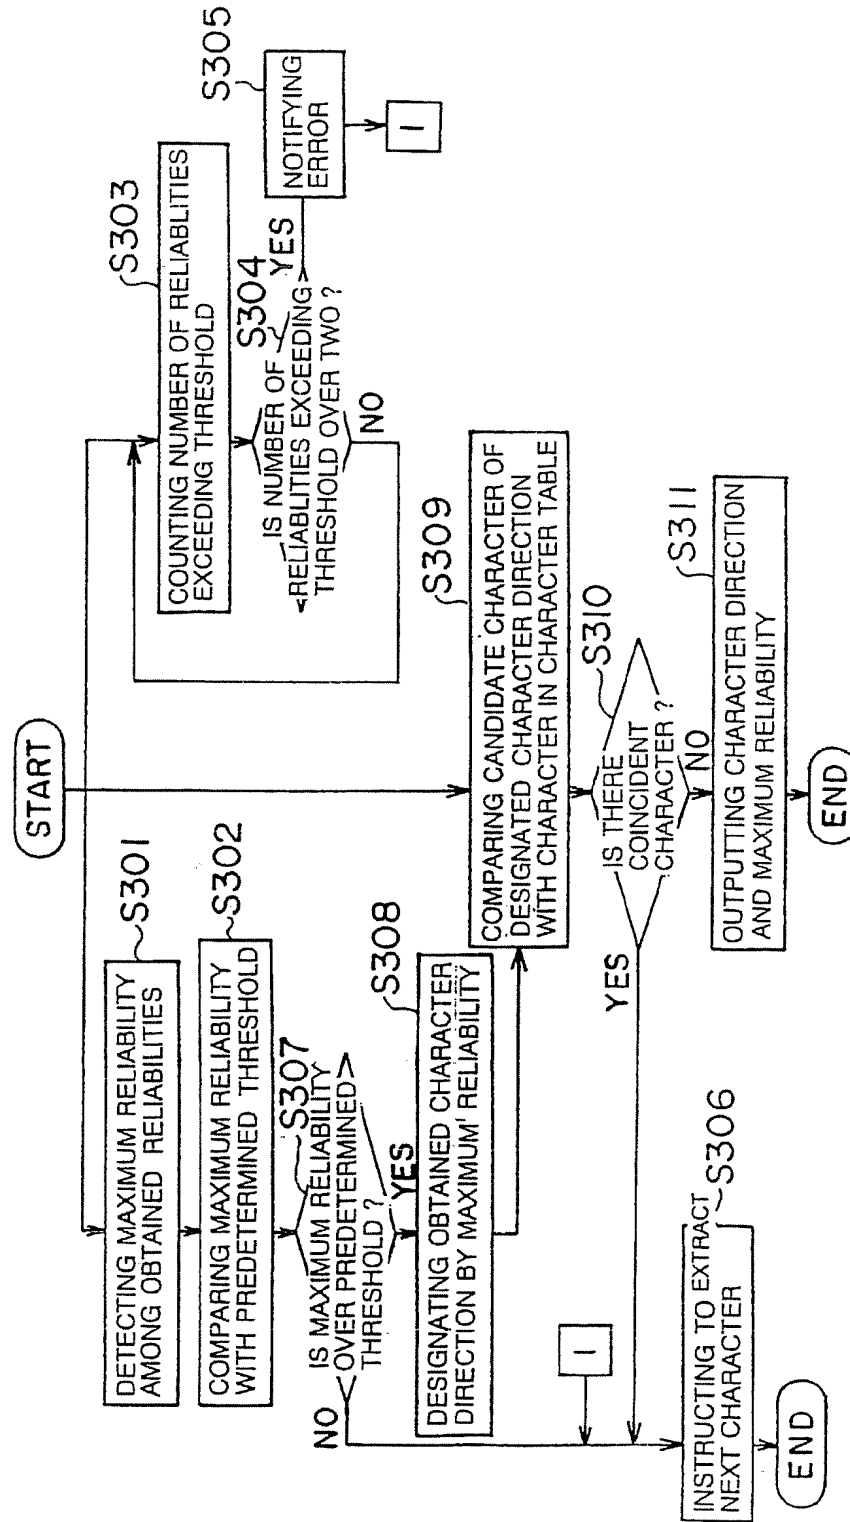 START
S301
DETECTING MAXIMUM RELIABILITY
AMONG OBTAINED RELIABILITIES
S302
COMPARING MAXIMUM RELIABILITY
WITH PREDETERMINED THRESHOLD
S307
IS MAXIMUM RELIABILITY
OVER PREDETERMINED
THRESHOLD ?
NO
YES
S308
DESIGNATING OBTAINED CHARACTER
DIRECTION BY MAXIMUM RELIABILITY
S303
COUNTING NUMBER OF RELIABLITIES
EXCEEDING THRESHOLD
S304
IS NUMBER OF
RELIABLITIES EXCEEDING
THRESHOLD OVER TWO ?
YES
NO
S305
NOTIFYING
ERROR
1
S309
COMPARING CANDIDATE CHARACTER OF
DESIGNATED CHARACTER DIRECTION
WITH CHARACTER IN CHARACTER TABLE
S310
IS THERE
COINCIDENT
CHARACTER ?
YES
NO
1
S306
INSTRUCTING TO EXTRACT
NEXT CHARACTER
END
S311
OUTPUTTING CHARACTER DIRECTION
AND MAXIMUM RELIABILITY
END